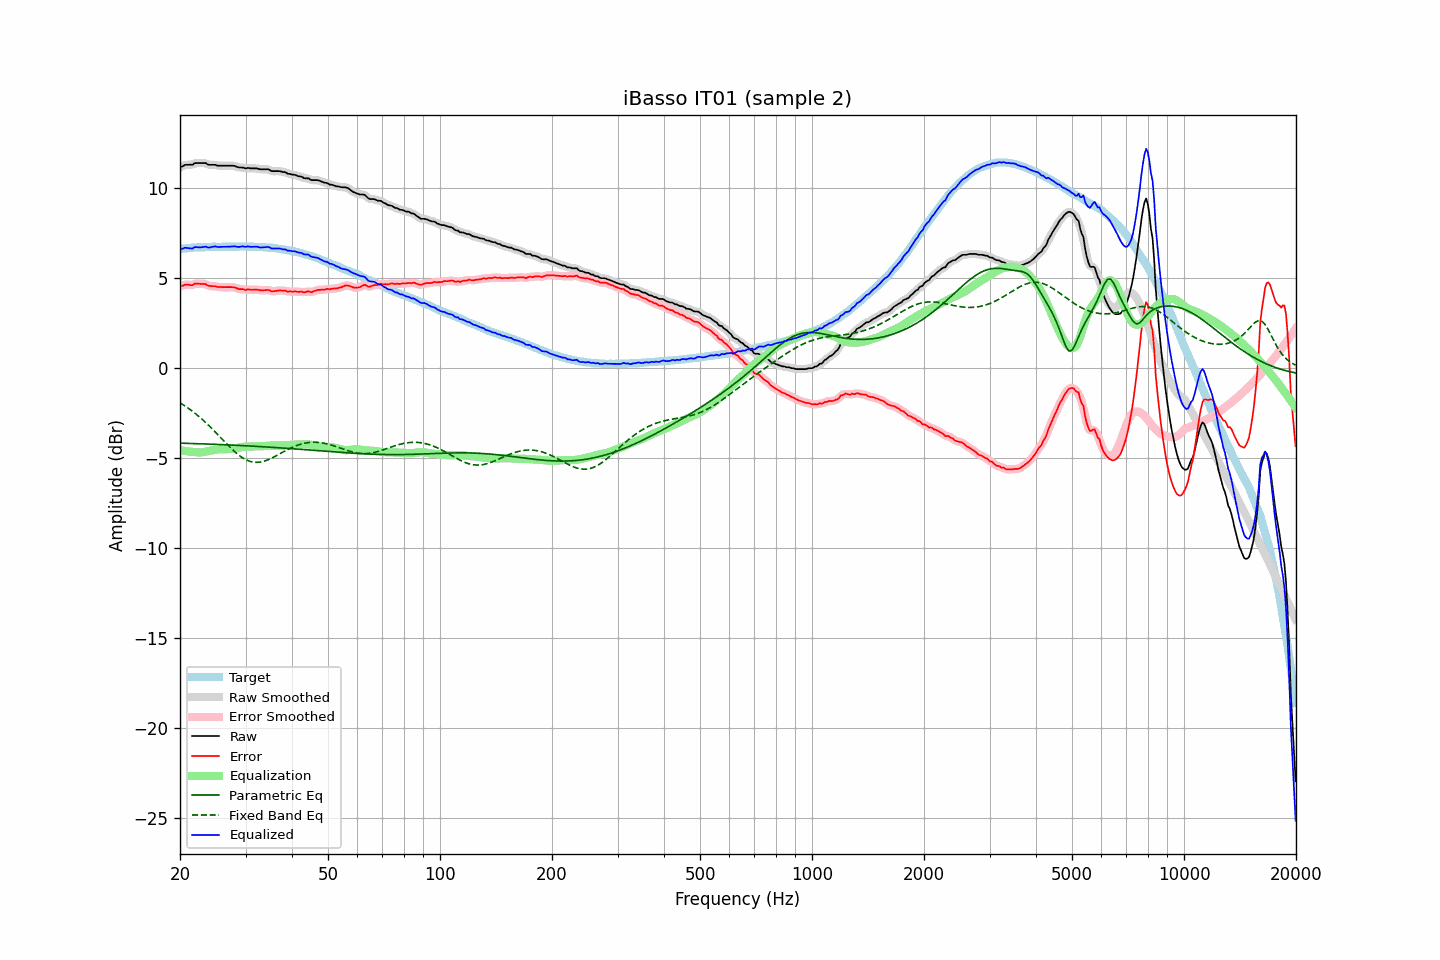 iBasso IT01 (sample 2)
Amplitude (dBr)
10
5
0
−5
−10
−15
−20
−25
Target
Raw Smoothed
Error Smoothed
Raw
Error
Equalization
Parametric Eq
Fixed Band Eq
Equalized
20 50 100 200 500 1000 2000 5000 10000 20000
Frequency (Hz)